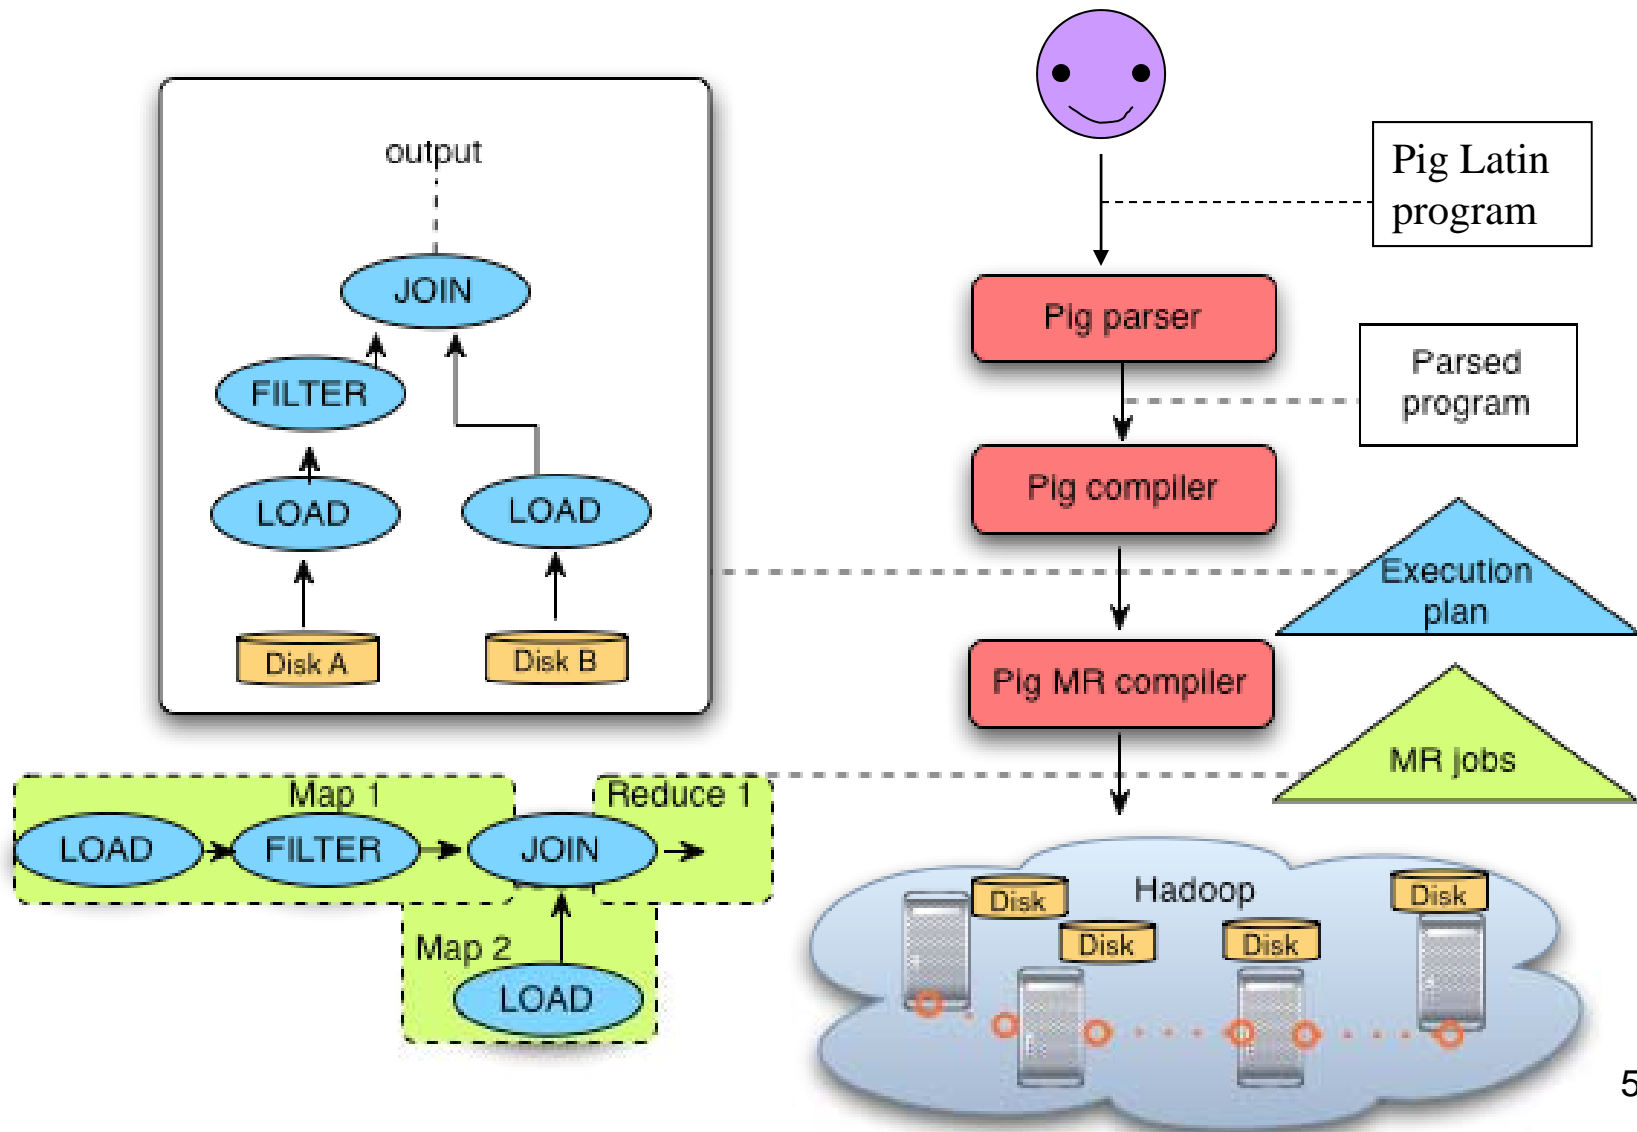 output
JOIN
FILTER
LOAD
LOAD
Disk A
Disk B
Pig Latin
program
Pig parser
Parsed
program
Pig compiler
Execution
plan
Pig MR compiler
MR jobs
Map 1
Reduce 1
LOAD
FILTER
JOIN
Map 2
LOAD
Hadoop
Disk
Disk
Disk
Disk
5